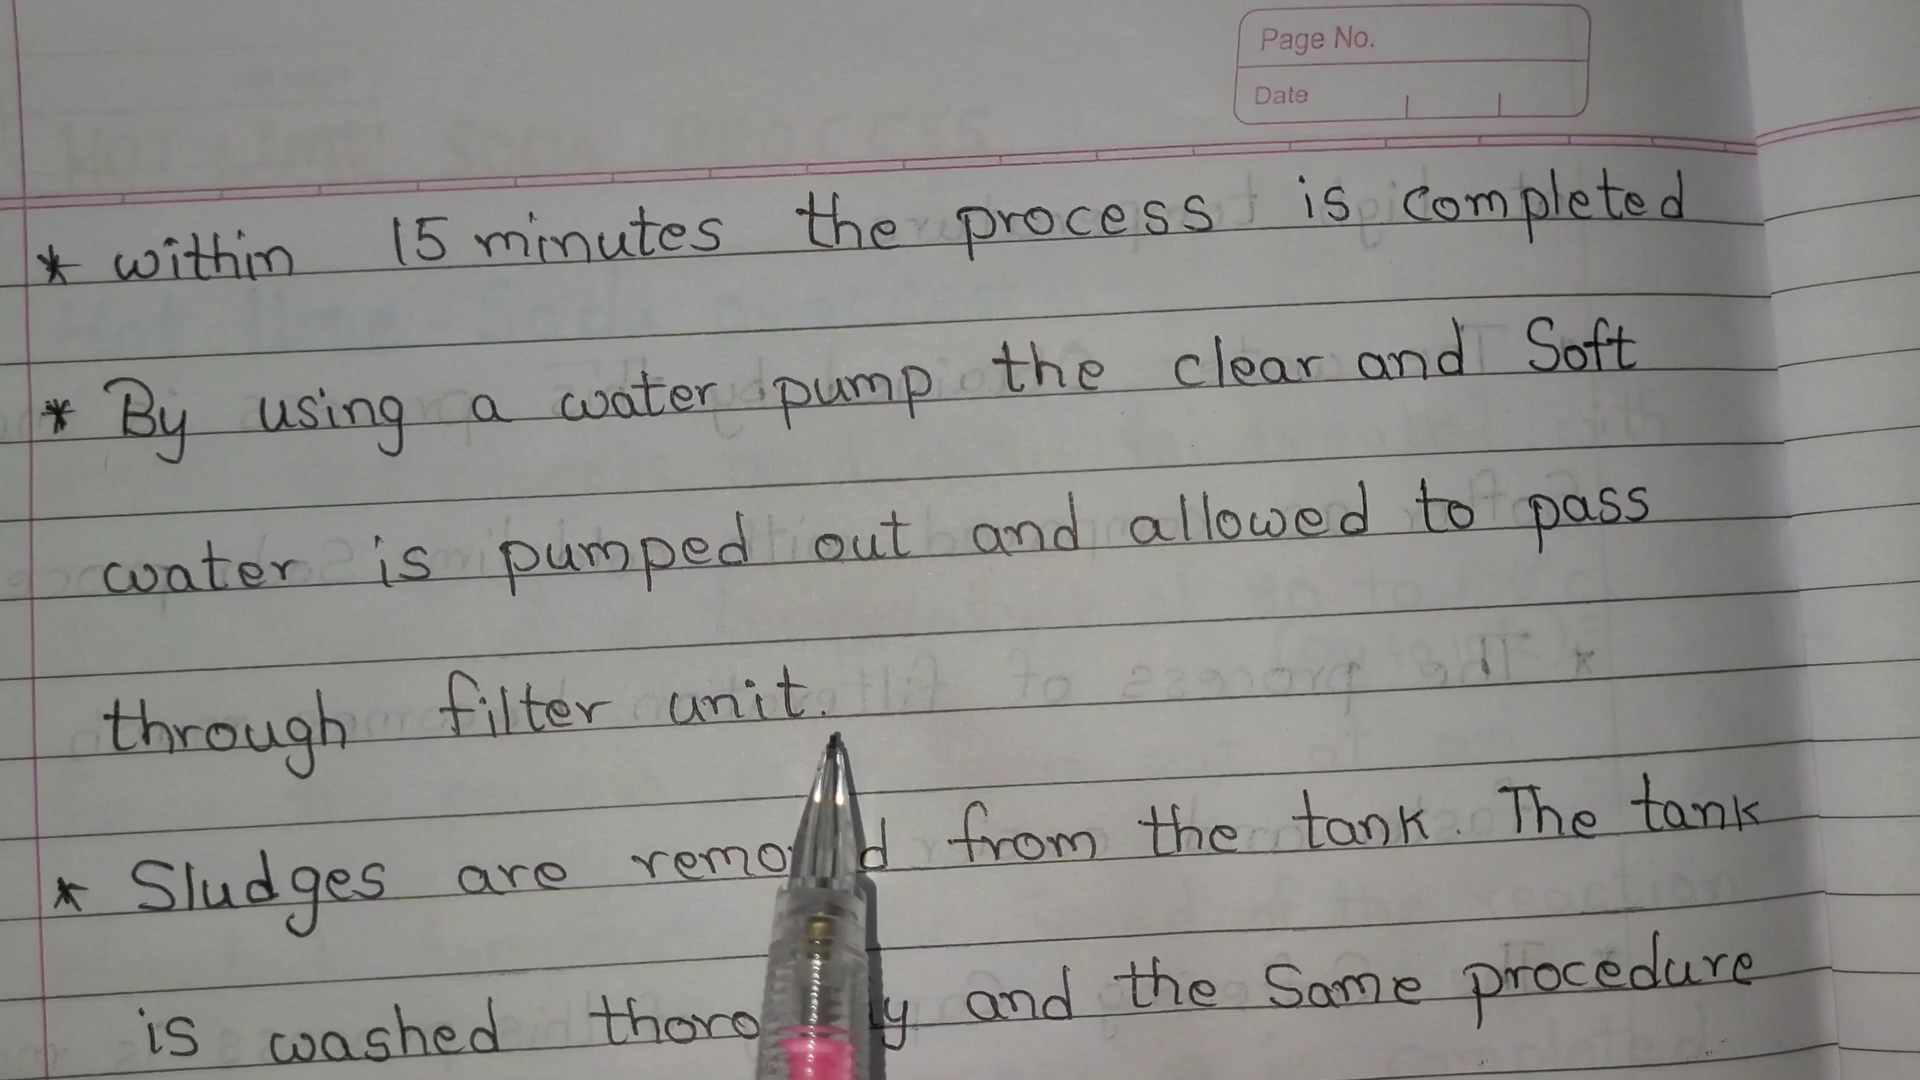 Page No.
Date
* within 15 minutes the process is completed
* By using a water pump the clear and Soft
water is pumped out and allowed to pass
through filter unit.
* Sludges are from the tank. The tank
is washed and the Same procedure